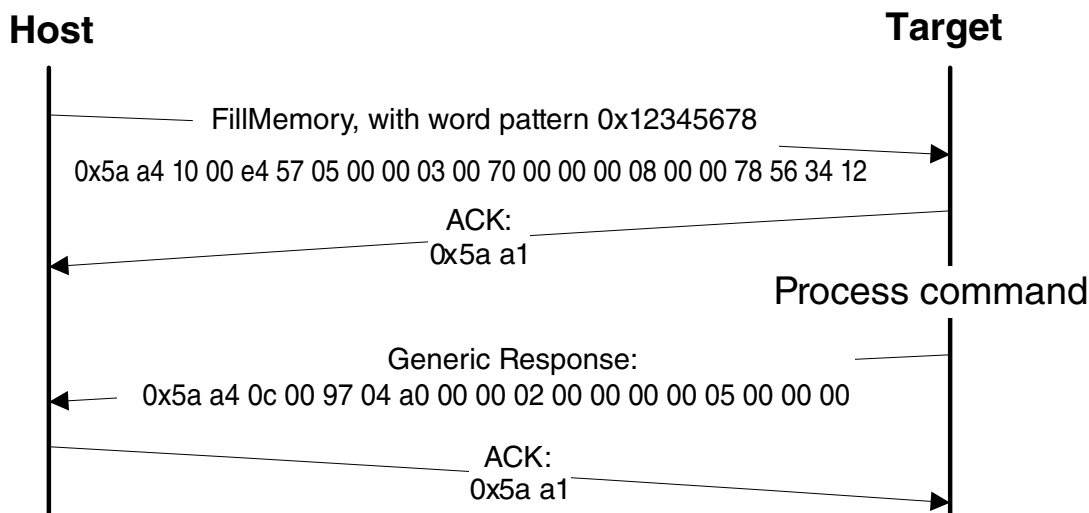 Host
Target
FillMemory, with word pattern 0x12345678
0x5a a4 10 00 e4 57 05 00 00 03 00 70 00 00 00 08 00 00 78 56 34 12
ACK:
0x5a a1
Process command
Generic Response:
0x5a a4 0c 00 97 04 a0 00 00 02 00 00 00 00 05 00 00 00
ACK:
0x5a a1